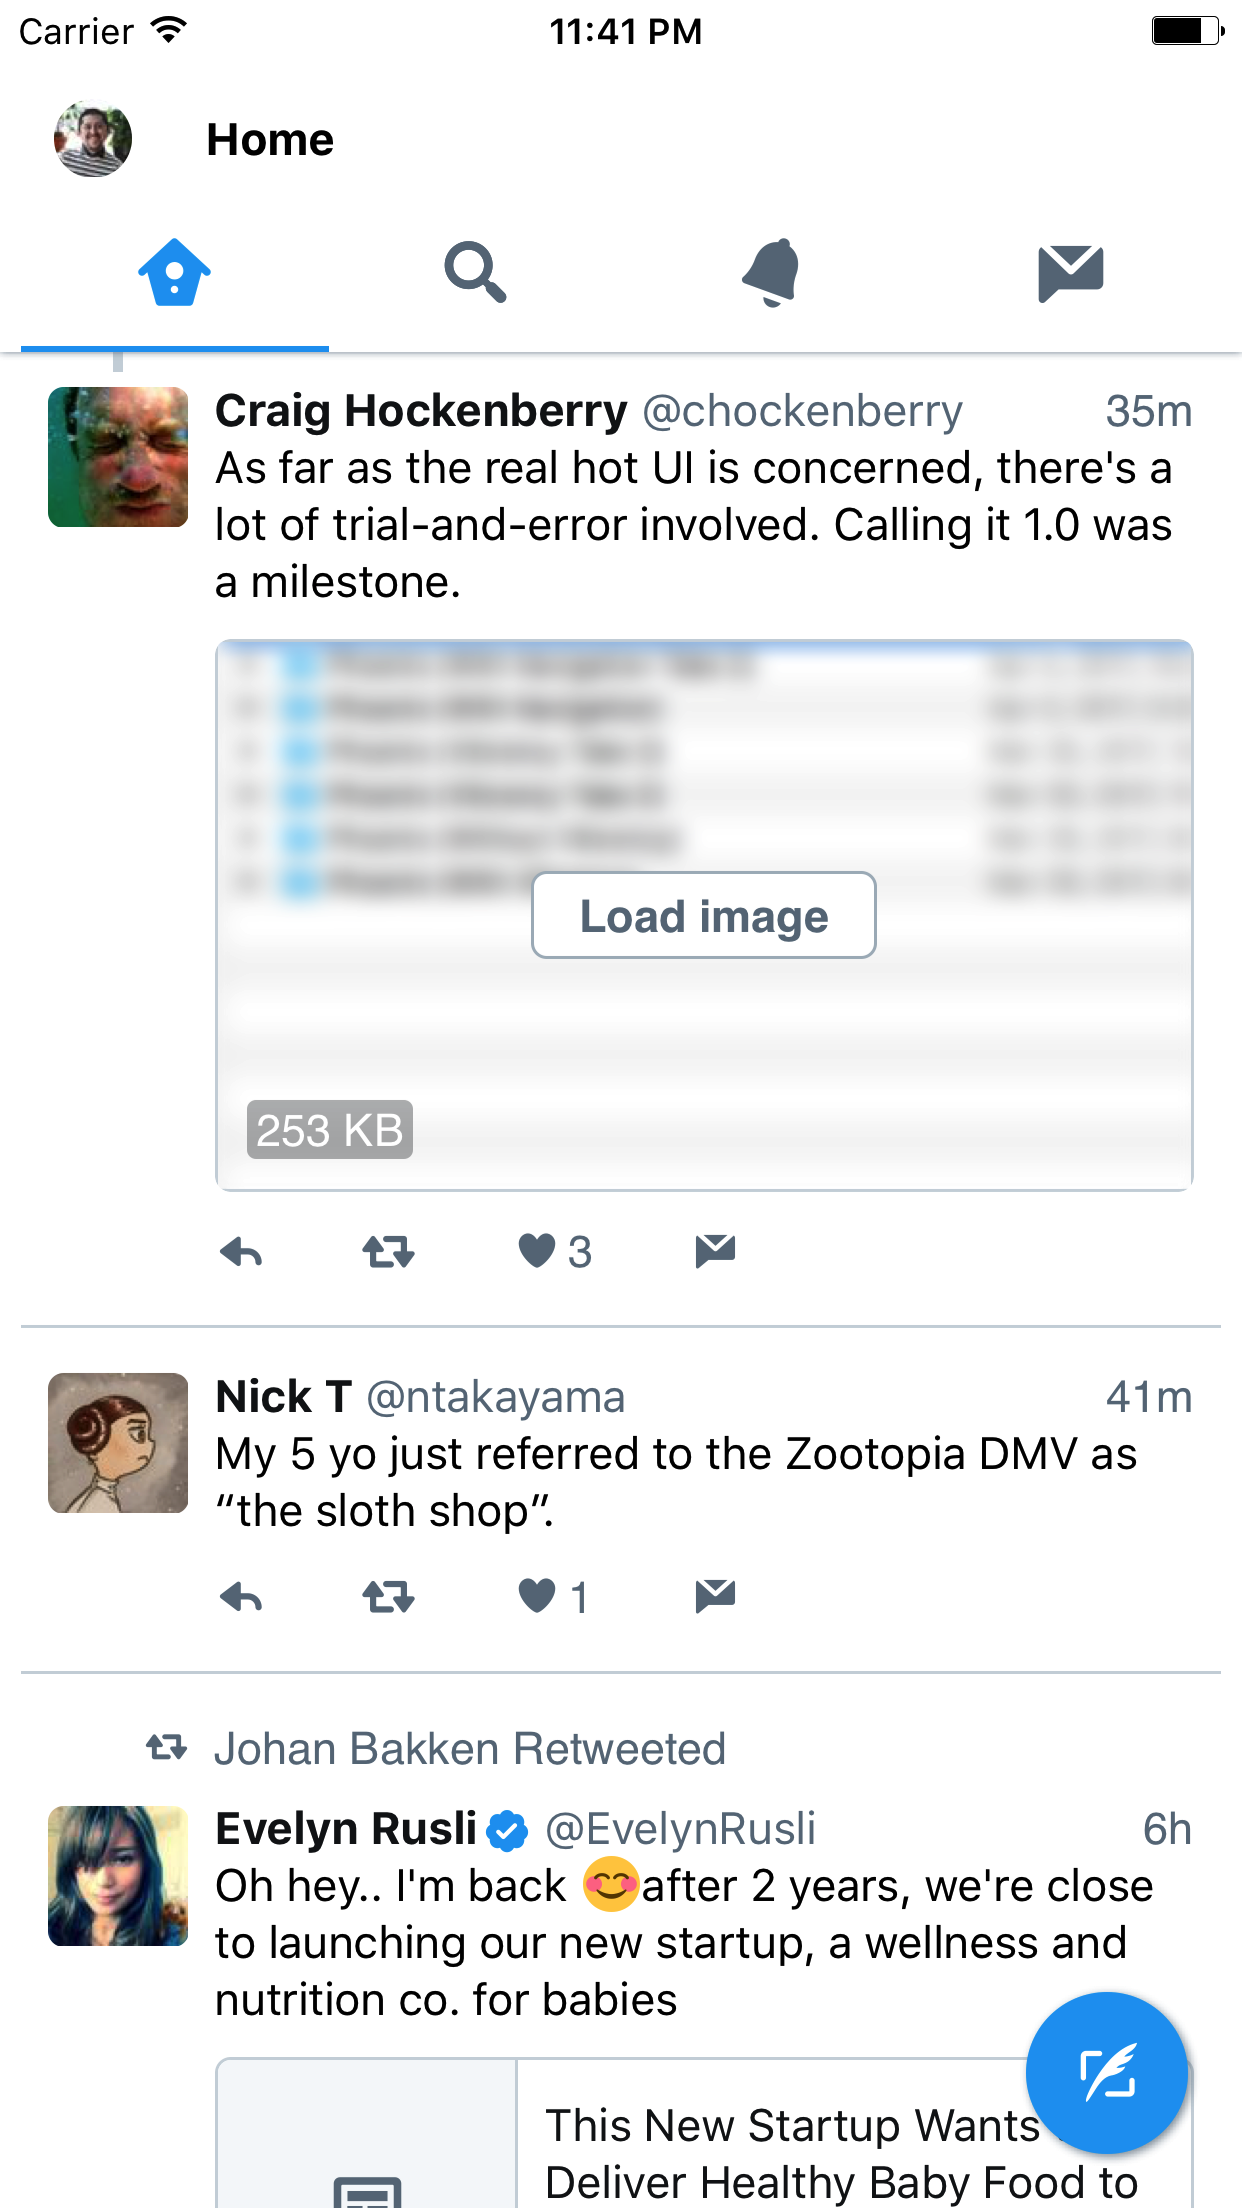 Carrier 11:41 PM
Home
Craig Hockenberry @chockenberry 35m
As far as the real hot UI is concerned, there's a
lot of trial-and-error involved. Calling it 1.0 was
a milestone.
Load image
253 KB
3
Nick T @ntakayama 41m
My 5 yo just referred to the Zootopia DMV as
“the sloth shop”.
1
Johan Bakken Retweeted
Evelyn Rusli @EvelynRusli 6h
Oh hey.. I'm back 😊after 2 years, we're close
to launching our new startup, a wellness and
nutrition co. for babies
This New Startup Wants
Deliver Healthy Baby Food to